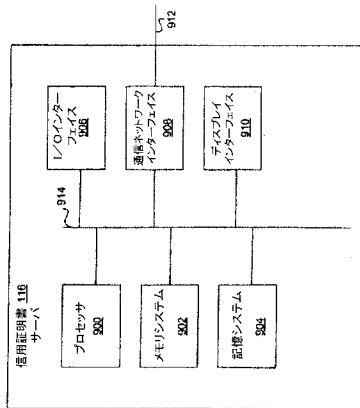 信用証明書 116
サーバ
プロセッサ
900
メモリシステム
902
記憶システム
904
914
I/Oインター
フェイス
906
通信ネットワーク
インターフェイス
908
ディスプレイ
インターフェイス
910
912